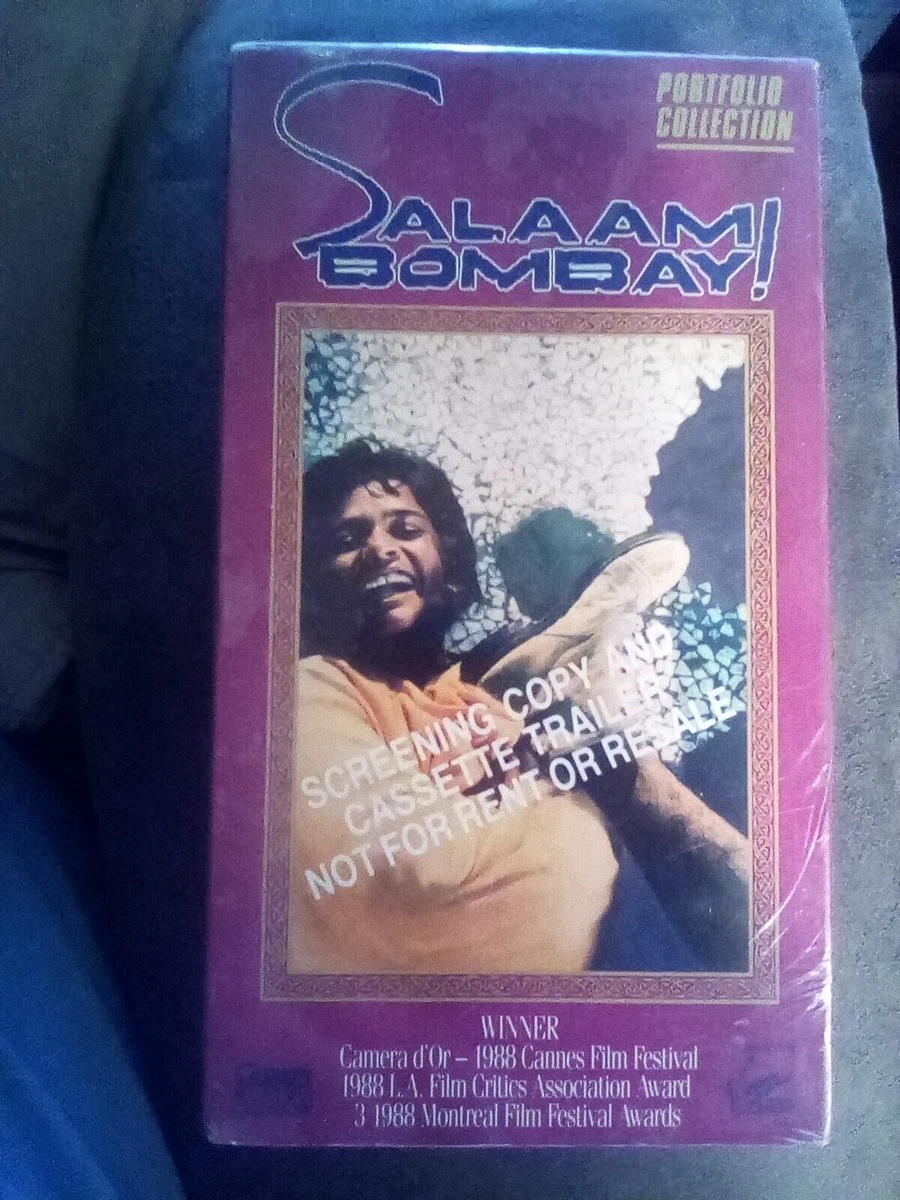 PORTFOLIO
COLLECTION
SALAAM
BOMBAY!
SCREENING COPY AND
CASSETTE TRAILER
NOT FOR RENT OR RESALE
WINNER
Camera d'Or – 1988 Cannes Film Festival
1988 L.A. Film Critics Association Award
3 1988 Montreal Film Festival Awards